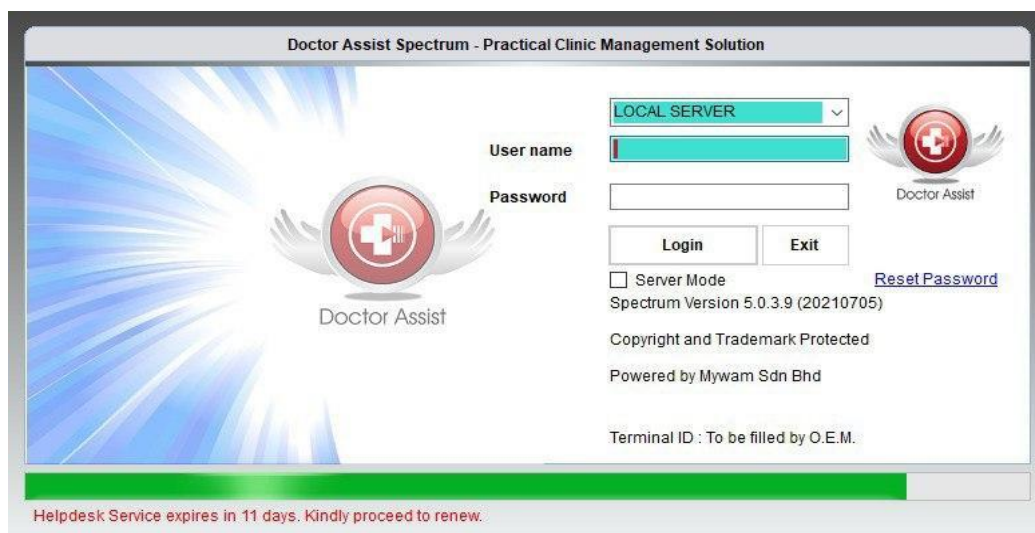 Doctor Assist Spectrum - Practical Clinic Management Solution
LOCAL SERVER
User name
Password
Doctor Assist
Login Exit
Server Mode Reset Password
Spectrum Version 5.0.3.9 (20210705)
Doctor Assist
Copyright and Trademark Protected
Powered by Mywam Sdn Bhd
Terminal ID : To be filled by O.E.M.
Helpdesk Service expires in 11 days. Kindly proceed to renew.